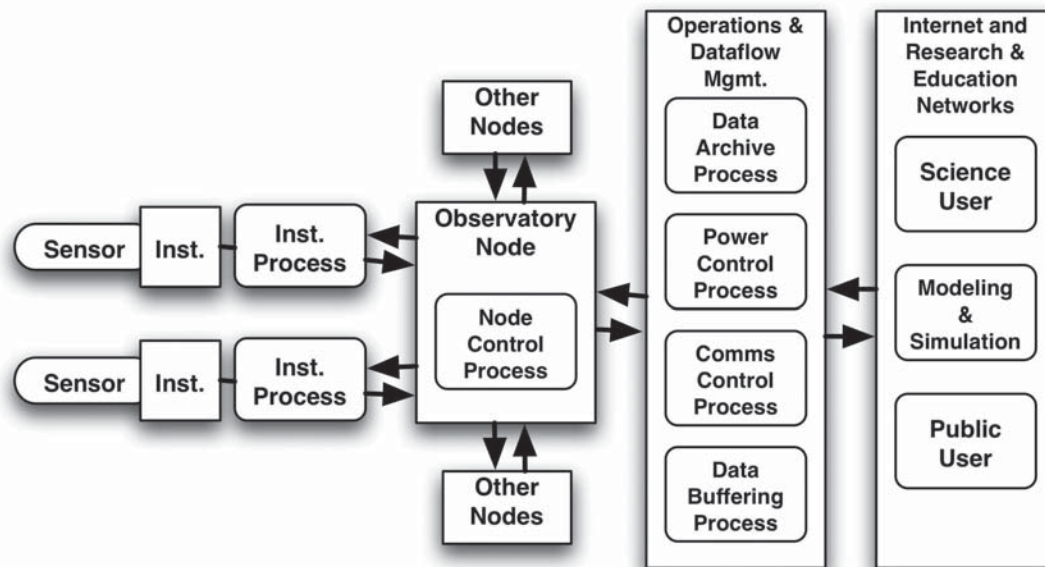 Other
Nodes
Sensor
Inst.
Inst.
Process
Sensor
Inst.
Inst.
Process
Observatory
Node
Node
Control
Process
Other
Nodes
Operations &
Dataflow
Mgmt.
Data
Archive
Process
Power
Control
Process
Comms
Control
Process
Data
Buffering
Process
Internet and
Research &
Education
Networks
Science
User
Modeling
&
Simulation
Public
User